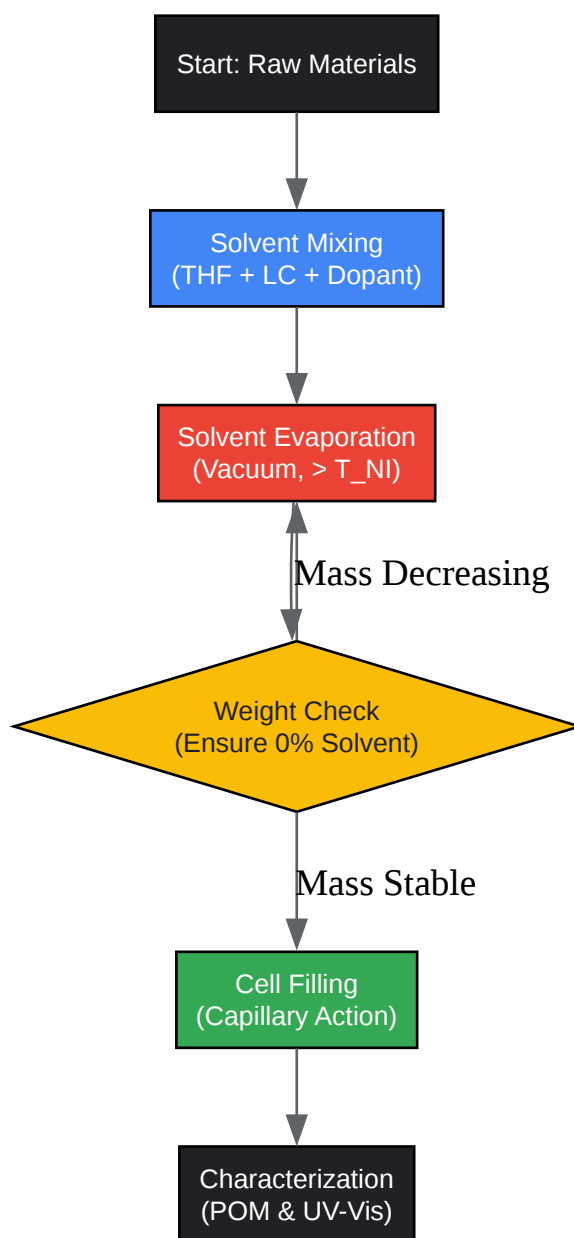 Start: Raw Materials
Solvent Mixing
(THF + LC + Dopant)
Solvent Evaporation
(Vacuum, > T_NI)
Mass Decreasing
Weight Check
(Ensure 0% Solvent)
Mass Stable
Cell Filling
(Capillary Action)
Characterization
(POM & UV-Vis)